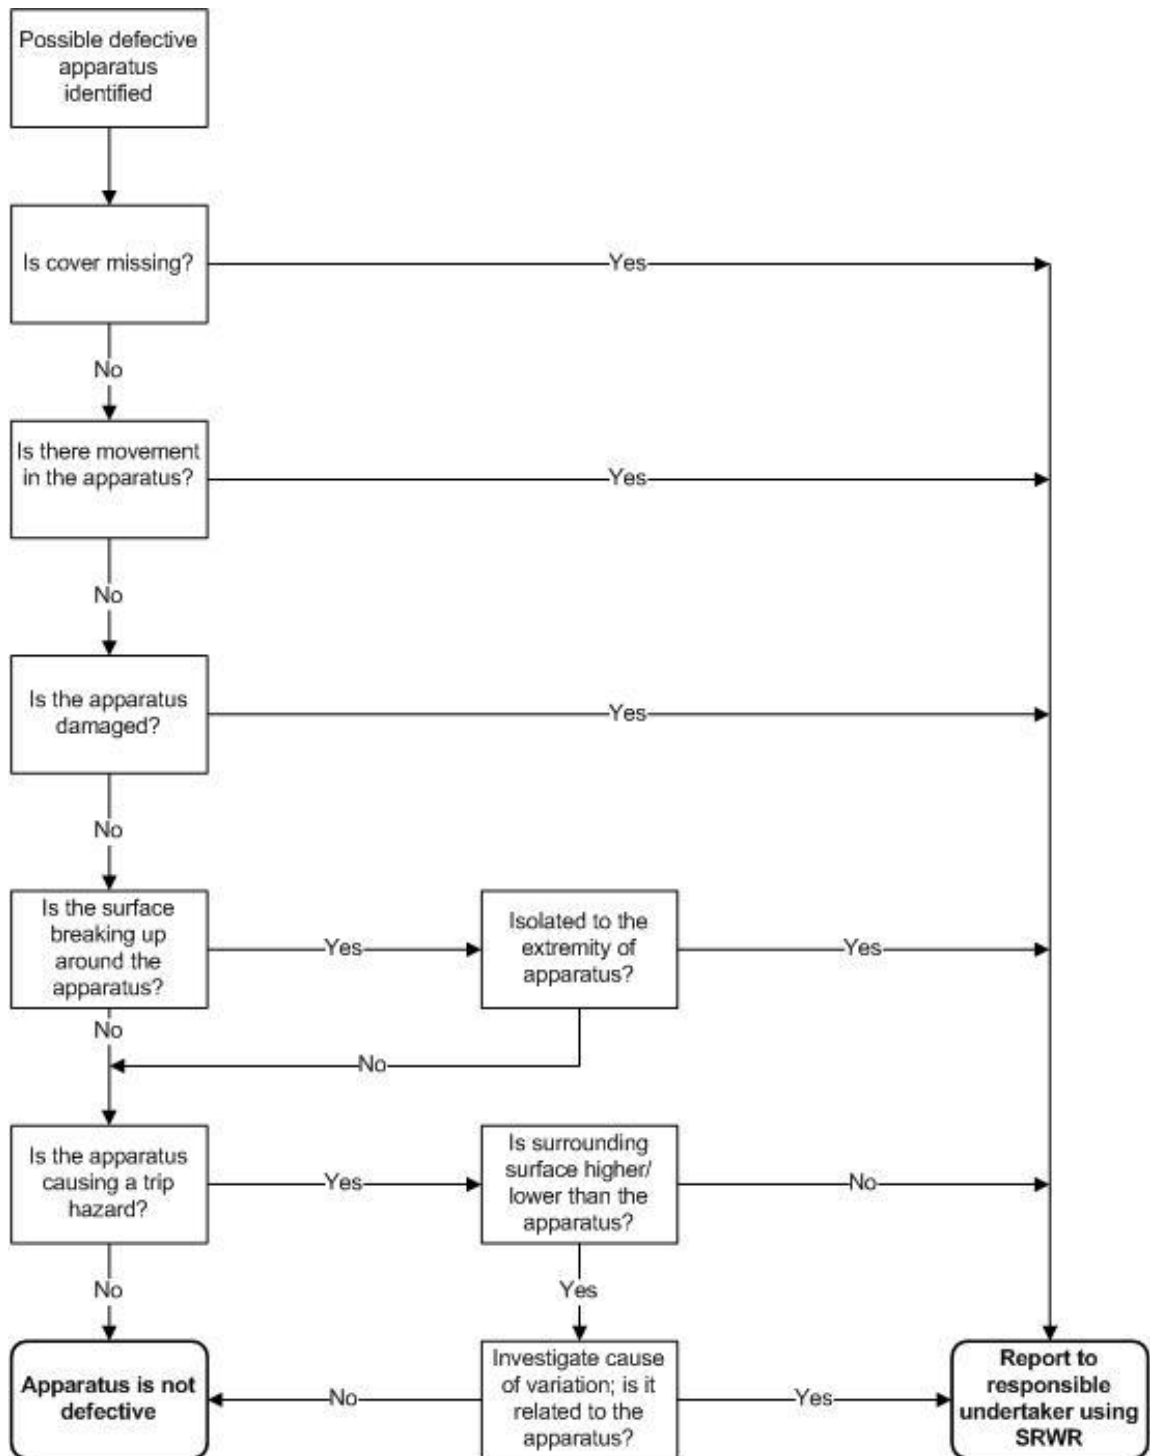 Possible defective
apparatus
identified
Is cover missing?
Yes
No
Is there movement
in the apparatus?
Yes
No
Is the apparatus
damaged?
Yes
No
Is the surface
breaking up
around the
apparatus?
Yes
Isolated to the
extremity of
apparatus?
Yes
No
No
Is the apparatus
causing a trip
hazard?
Yes
Is surrounding
surface higher/
lower than the
apparatus?
No
No
Yes
Apparatus is not
defective
No
Investigate cause
of variation; is it
related to the
apparatus?
Yes
Report to
responsible
undertaker using
SRWR